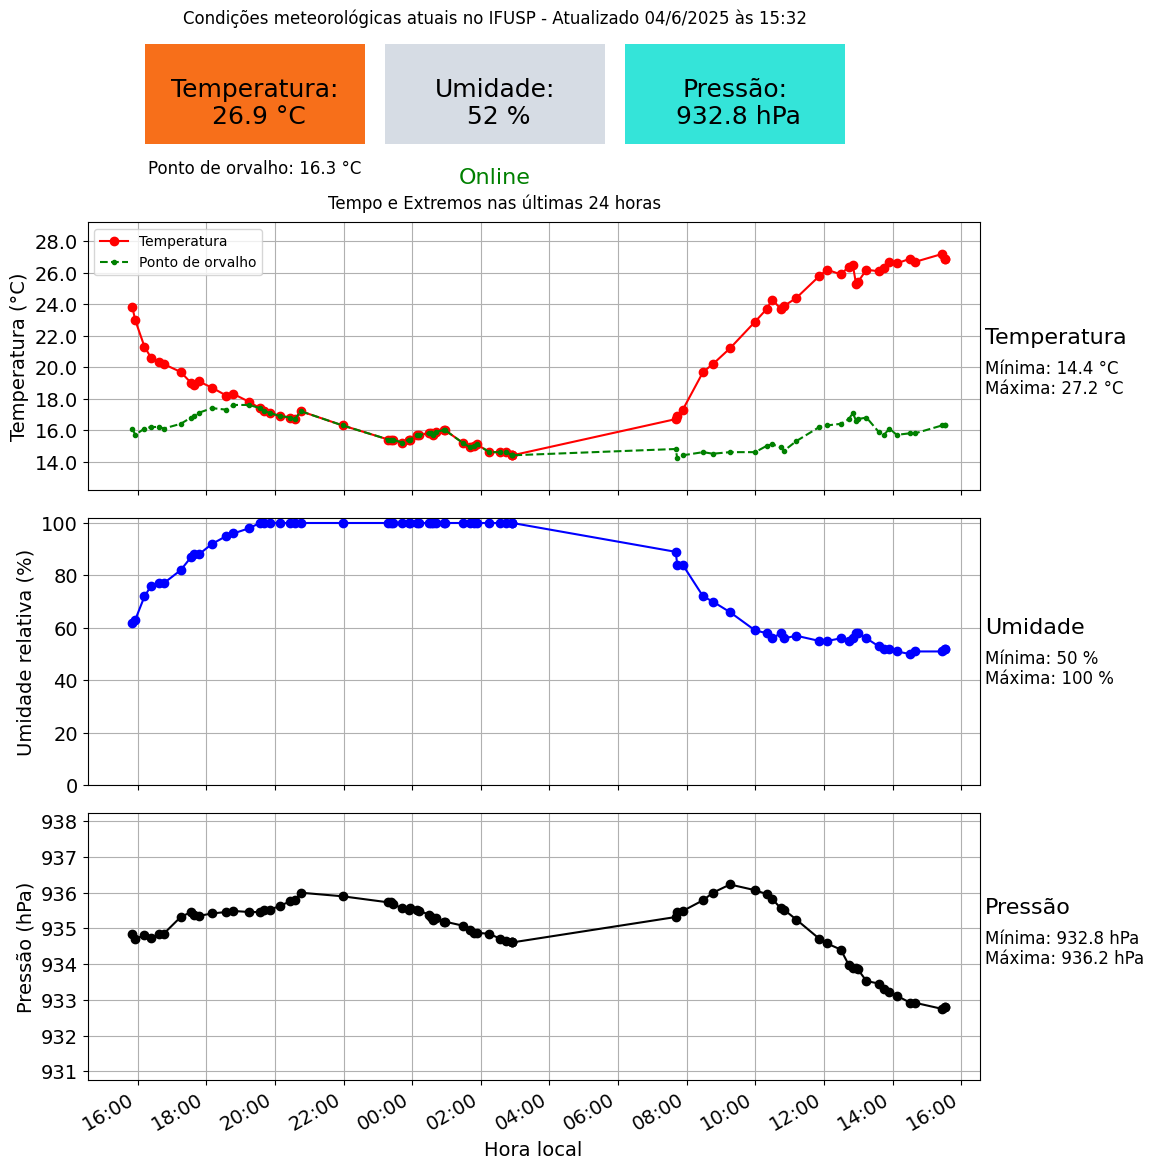 Condições meteorológicas atuais no IFUSP - Atualizado 04/6/2025 às 15:32
Temperatura:
26.9 °C
Umidade:
52 %
Pressão:
932.8 hPa
Ponto de orvalho: 16.3 °C
Online
Tempo e Extremos nas últimas 24 horas
Temperatura
Ponto de orvalho
Temperatura (°C)
28.0
26.0
24.0
22.0
20.0
18.0
16.0
14.0
Temperatura
Mínima: 14.4 °C
Máxima: 27.2 °C
Umidade relativa (%)
100
80
60
40
20
0
Umidade
Mínima: 50 %
Máxima: 100 %
Pressão (hPa)
938
937
936
935
934
933
932
931
Pressão
Mínima: 932.8 hPa
Máxima: 936.2 hPa
16:00
18:00
20:00
22:00
00:00
02:00
04:00
06:00
08:00
10:00
12:00
14:00
16:00
Hora local